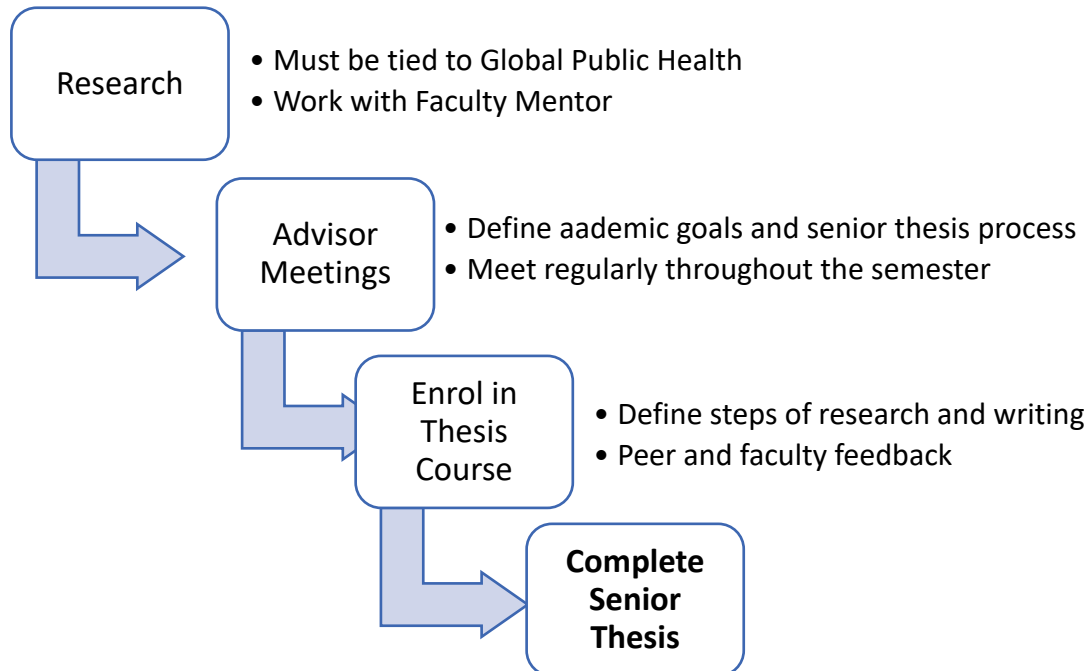 Research
• Must be tied to Global Public Health
• Work with Faculty Mentor
Advisor
Meetings
• Define aademic goals and senior thesis process
• Meet regularly throughout the semester
Enrol in
Thesis
Course
• Define steps of research and writing
• Peer and faculty feedback
Complete
Senior
Thesis